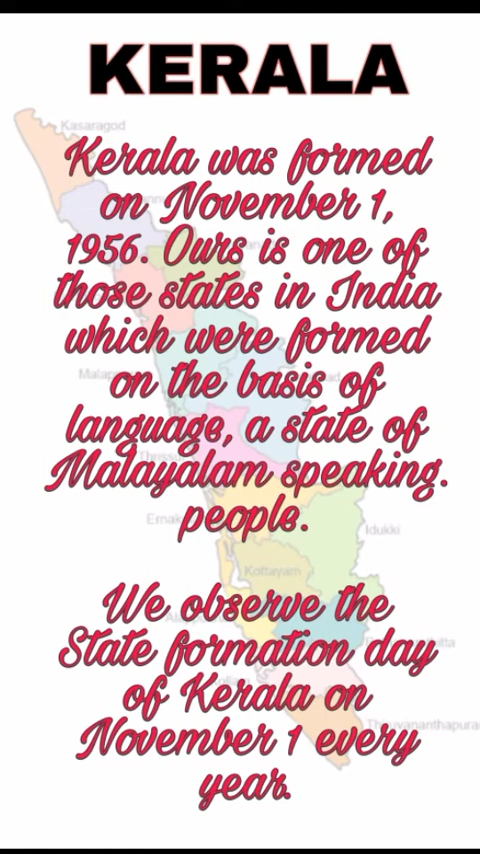 KERALA
Kasaragod
Kerala was formed
on November 1,
1956. Ours is one of
those states in India
which were formed
on the basis of
language, a state of
Malayalam speaking.
people.
Idukki
Kottayam
We observe the
State formation day
of Kerala on
November 1 every
year.